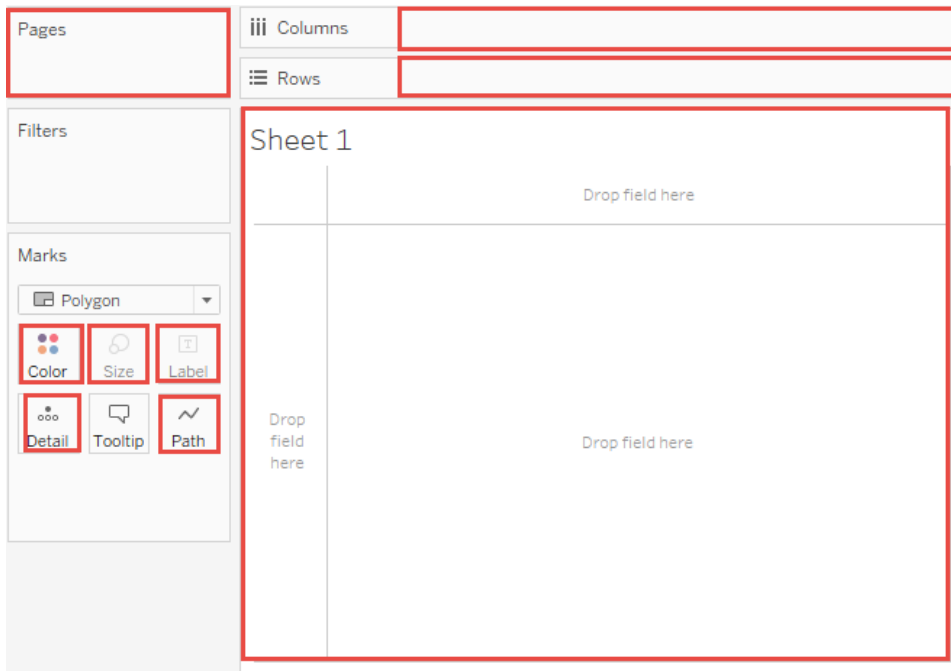 Pages
Columns
Rows
Filters
Sheet 1
Drop field here
Marks
Polygon
Color
Size
T
Label
Detail
Tooltip
Path
Drop
field
here
Drop field here